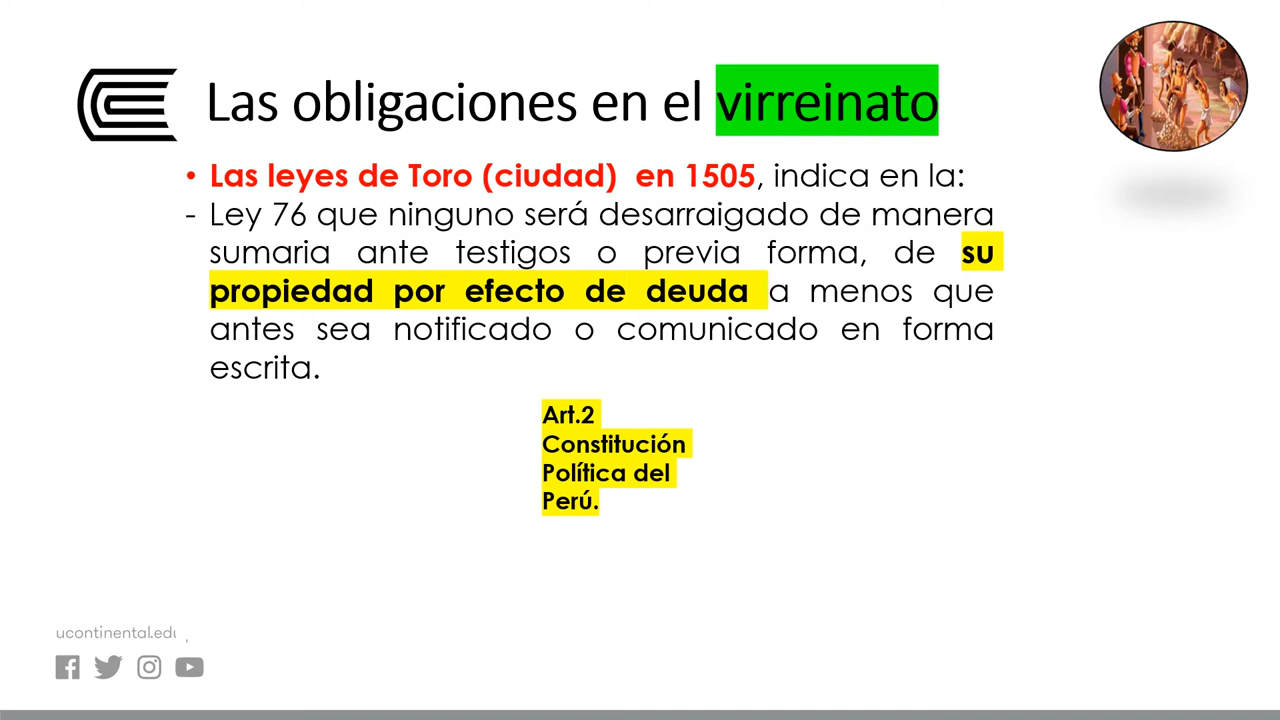 Las obligaciones en el virreinato
• Las leyes de Toro (ciudad) en 1505, indica en la:
- Ley 76 que ninguno será desarraigado de manera
sumaria ante testigos o previa forma, de su
propiedad por efecto de deuda a menos que
antes sea notificado o comunicado en forma
escrita.
Art.2
Constitución
Política del
Perú.
ucontinental.edu